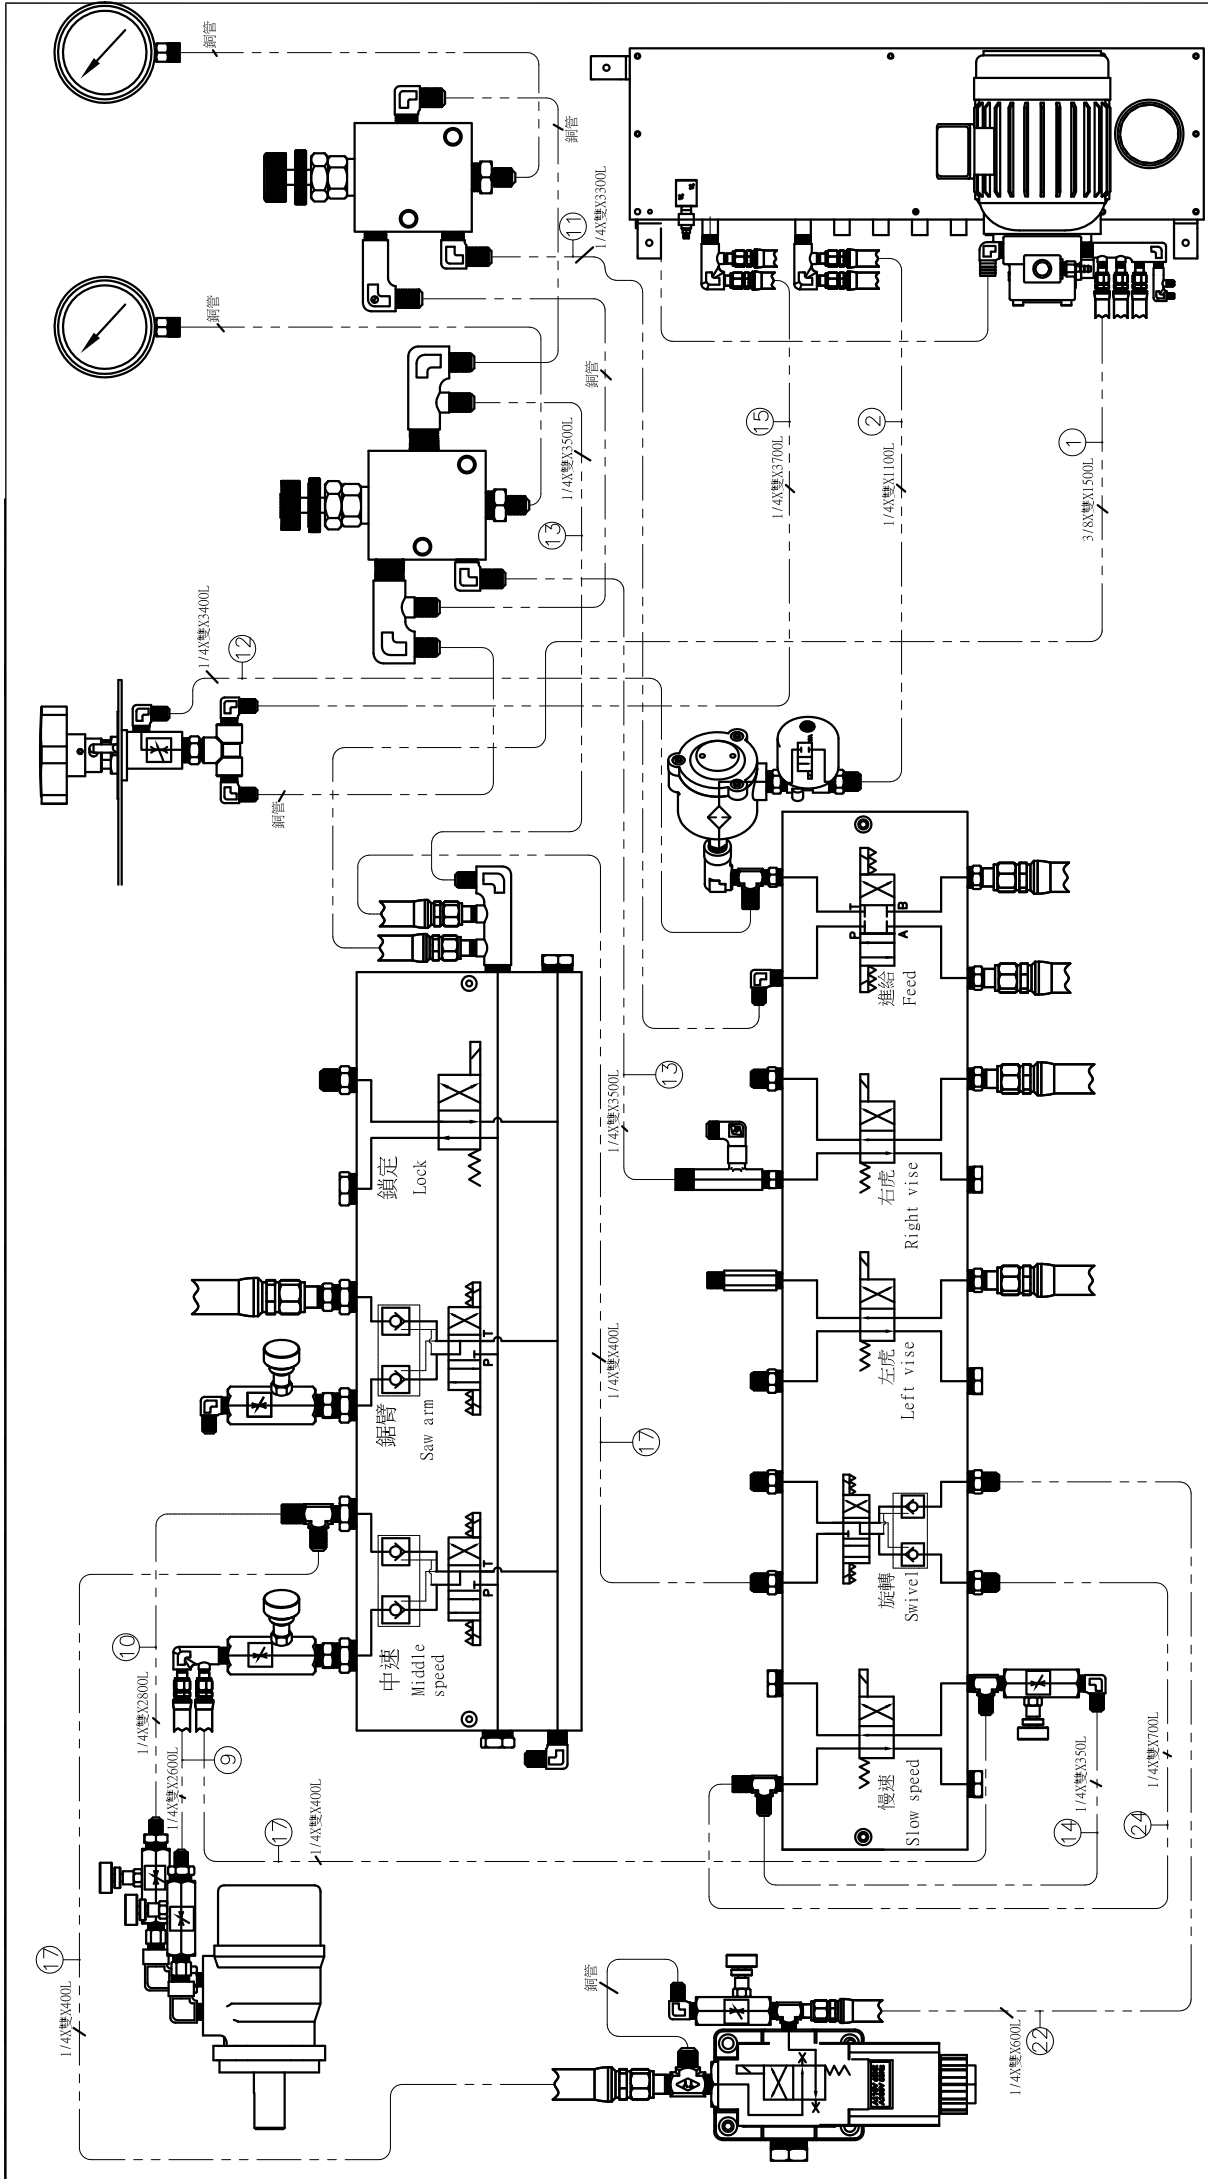 銅管
銅管
銅管
1/4X雙X3300L
11
銅管
1/4X雙X3500L
13
1/4X雙X3400L
12
銅管
15
1/4X雙X3700L
2
1/4X雙X1100L
1
3/8X雙X1500L
鎖定
Lock
鋸臂
Saw arm
P
T
中速
Middle
speed
P
T
1/4X雙X3500L
13
1/4X雙X400L
17
進給
Feed
P
T
A
B
右虎
Right vise
左虎
Left vise
旋轉
Swivel
慢速
Slow speed
10
1/4X雙X2800L
9
1/4X雙X2600L
17
1/4X雙X400L
17
1/4X雙X400L
14
1/4X雙X350L
24
1/4X雙X700L
22
1/4X雙X600L
銅管